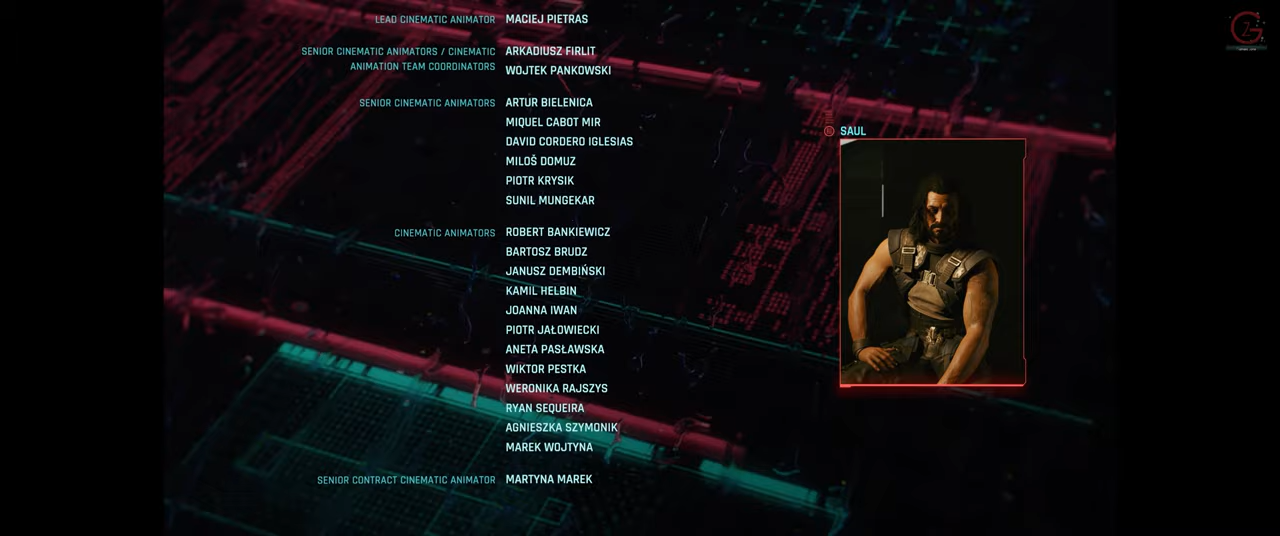 LEAD CINEMATIC ANIMATOR MACIEJ PIETRAS
SENIOR CINEMATIC ANIMATORS / CINEMATIC ANIMATION TEAM COORDINATORS
ARKADIUSZ FIRLIT
WOJTEK PANKOWSKI
SENIOR CINEMATIC ANIMATORS ARTUR BIELENICA
MIQUEL CABOT MIR
DAVID CORDERO IGLESIAS
MILOŠ DOMUZ
PIOTR KRYSIK
SUNIL MUNGEKAR
CINEMATIC ANIMATORS ROBERT BANKIEWICZ
BARTOSZ BRUDZ
JANUSZ DEMBIŃSKI
KAMIL HELBIN
JOANNA IWAN
PIOTR JAŁOWIECKI
ANETA PASŁAWSKA
WIKTOR PESTKA
WERONIKA RAJSZYS
RYAN SEQUEIRA
AGNIESZKA SZYMONIK
MAREK WOJTYNA
SENIOR CONTRACT CINEMATIC ANIMATOR MARTYNA MAREK
SAUL